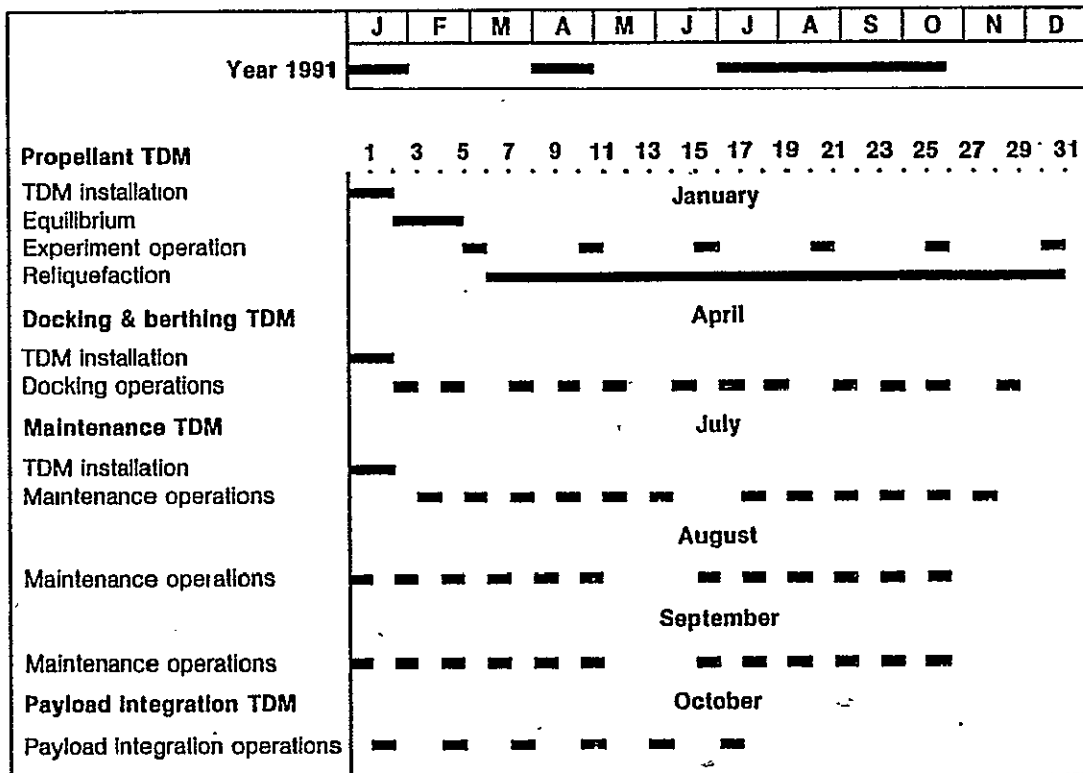 J F M A M J J A S O N D
Year 1991
Propellant TDM 1 3 5 7 9 11 13 15 17 19 21 23 25 27 29 31
TDM installation January
Equilibrium
Experiment operation
Reliquefaction
Docking & berthing TDM April
TDM installation
Docking operations
Maintenance TDM July
TDM installation
Maintenance operations
August
Maintenance operations
September
Maintenance operations
Payload Integration TDM October
Payload Integration operations